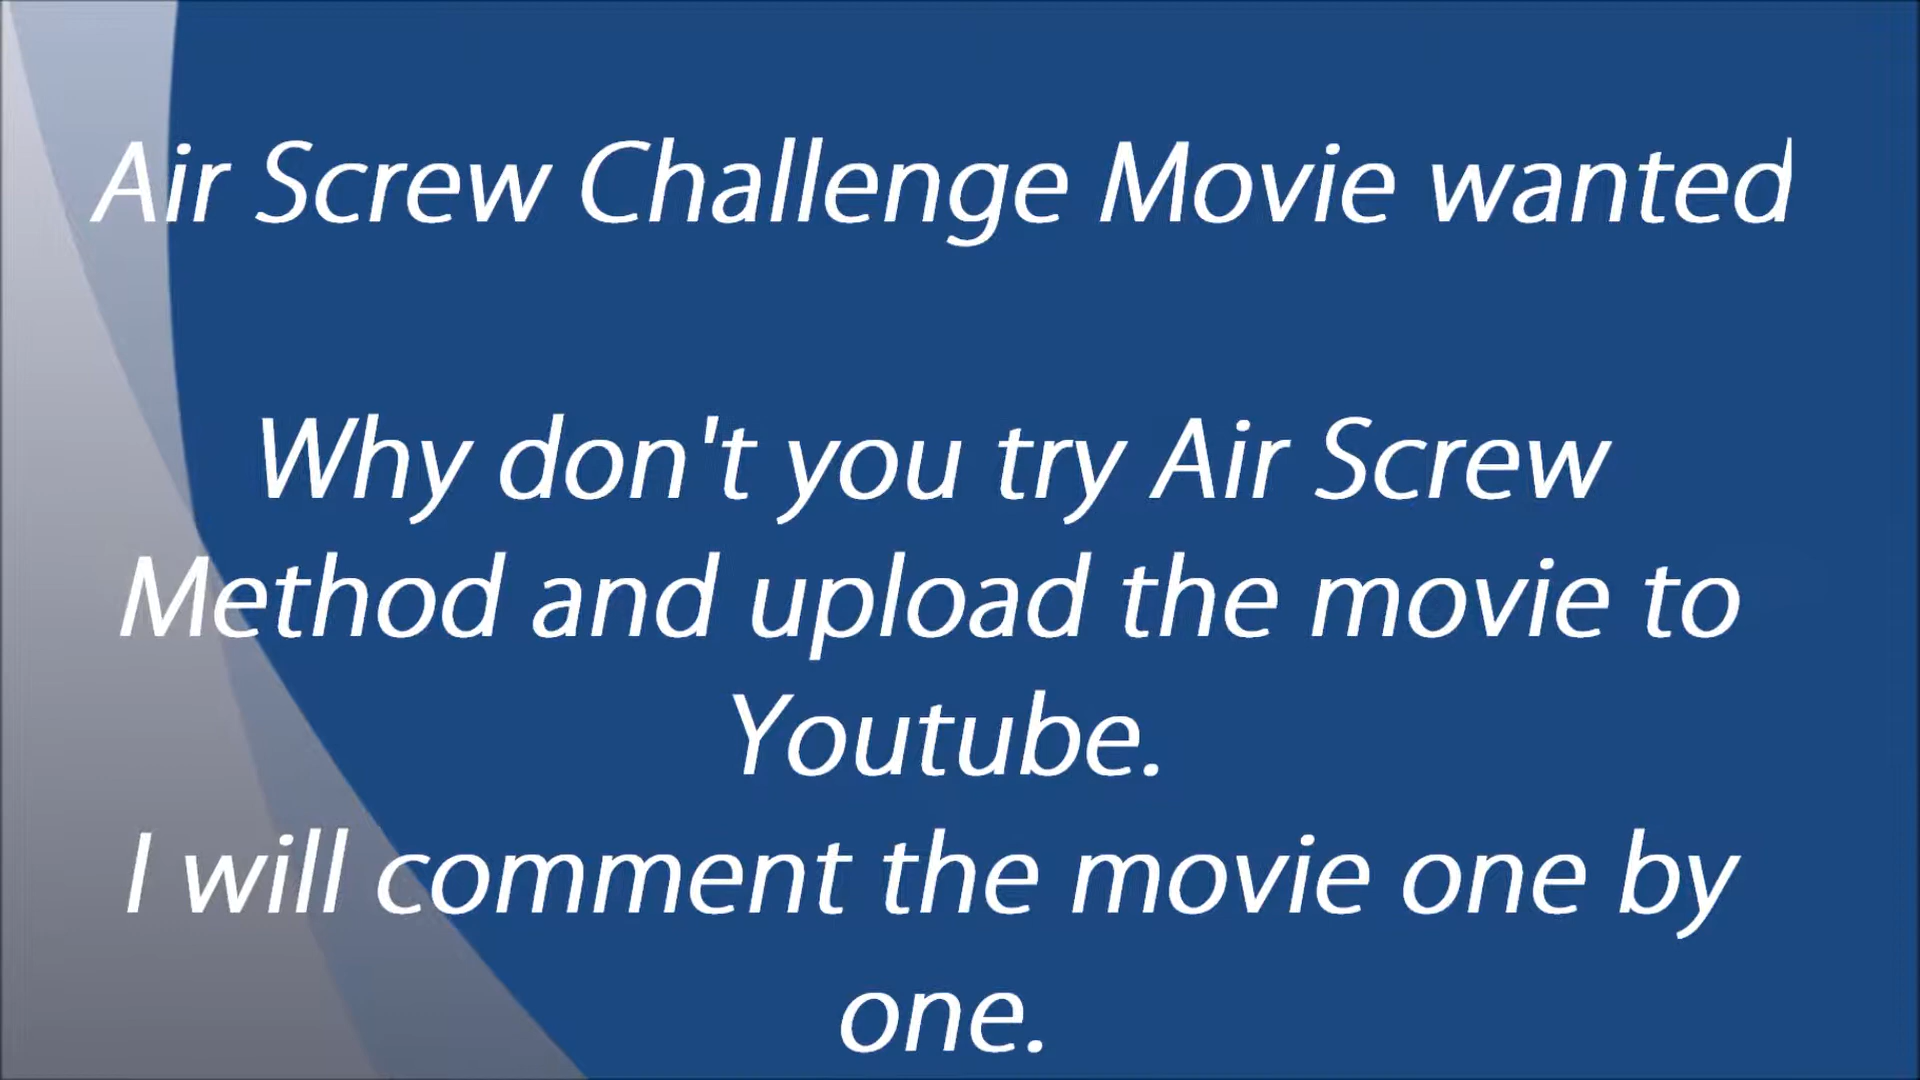 Air Screw Challenge Movie wanted
Why don't you try Air Screw
Method and upload the movie to
Youtube.
I will comment the movie one by
one.